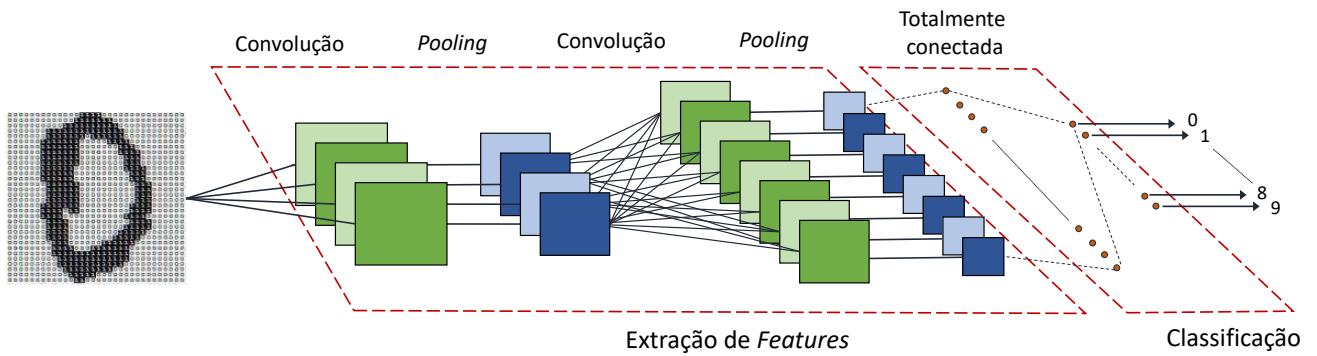 Convolução
Pooling
Convolução
Pooling
Totalmente
conectada
0
1
8
9
Extração de Features
Classificação